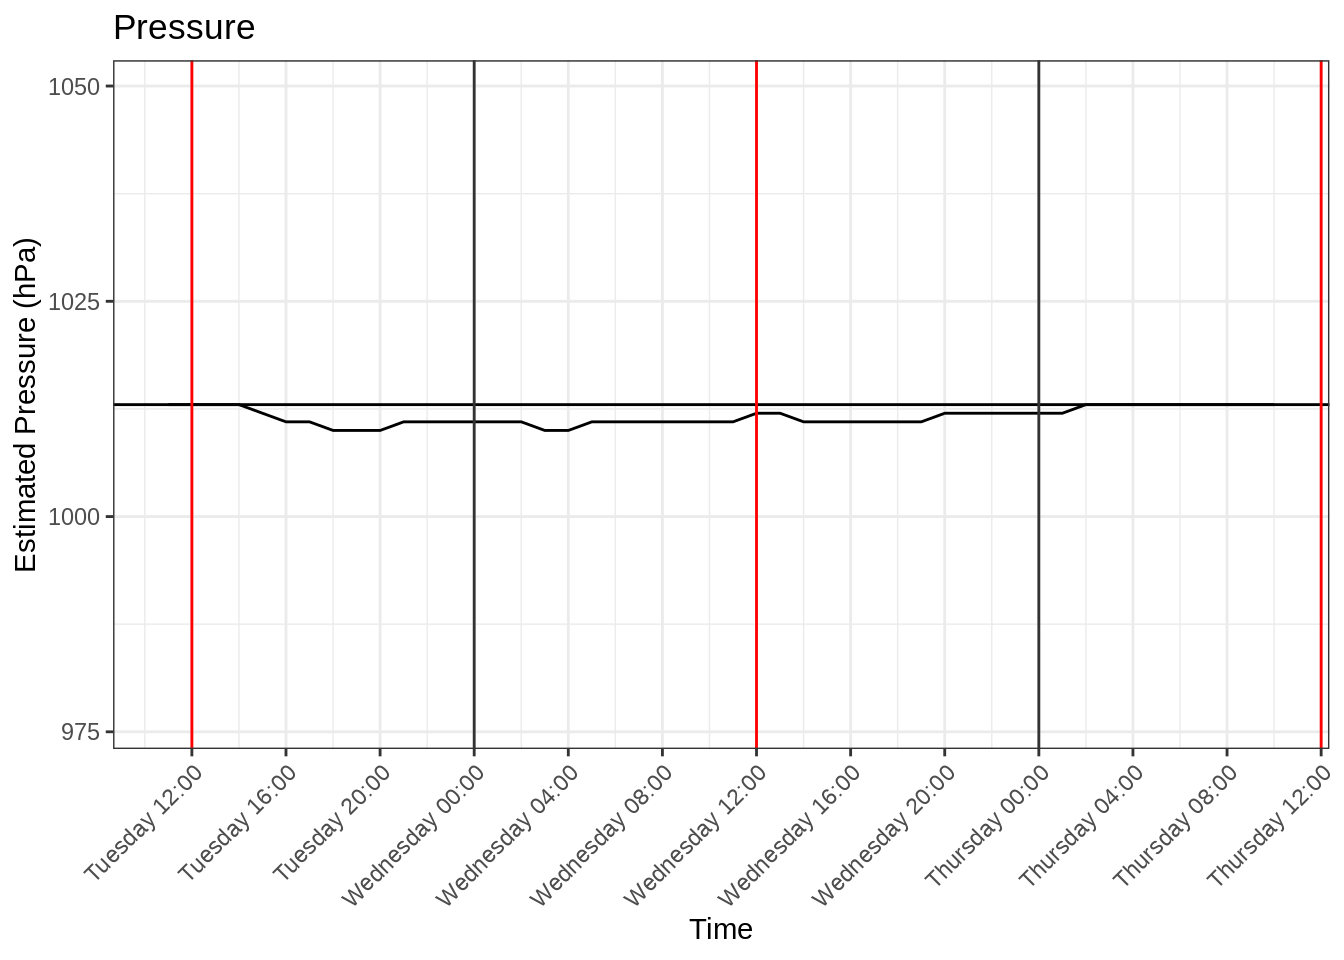 Pressure
Estimated Pressure (hPa)
1050
1025
1000
975
Tuesday 12:00
Tuesday 16:00
Tuesday 20:00
Wednesday 00:00
Wednesday 04:00
Wednesday 08:00
Wednesday 12:00
Wednesday 16:00
Wednesday 20:00
Thursday 00:00
Thursday 04:00
Thursday 08:00
Thursday 12:00
Time